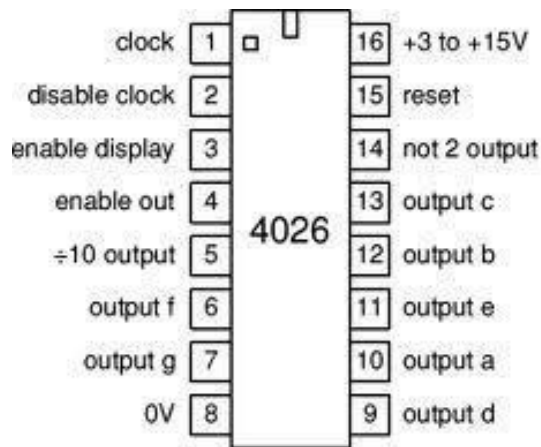 clock 1 16 +3 to +15V
disable clock 2 15 reset
enable display 3 14 not 2 output
enable out 4 13 output c
4026
÷10 output 5 12 output b
output f 6 11 output e
output g 7 10 output a
0V 8 9 output d